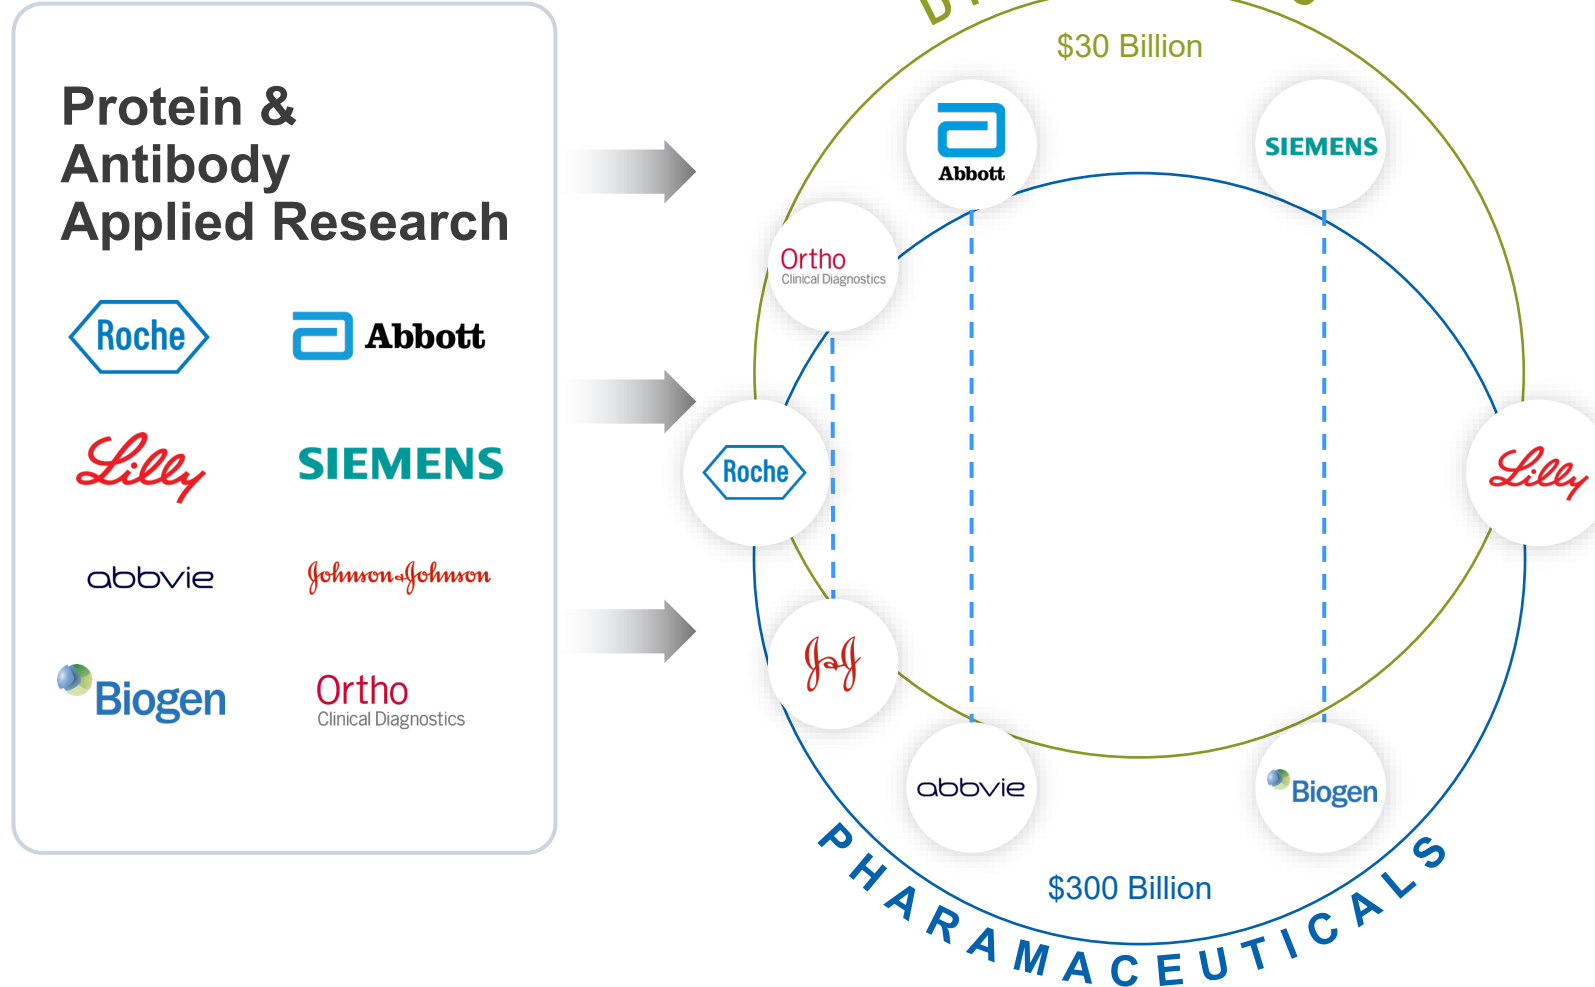 Protein &
Antibody
Applied Research
Roche
Abbott
Lilly
SIEMENS
abbvie
Johnson&Johnson
Biogen
Ortho
Clinical Diagnostics
$30 Billion
Abbott
SIEMENS
Ortho
Clinical Diagnostics
Roche
Lilly
J&J
abbvie
Biogen
$300 Billion
PHARAMACEUTICALS